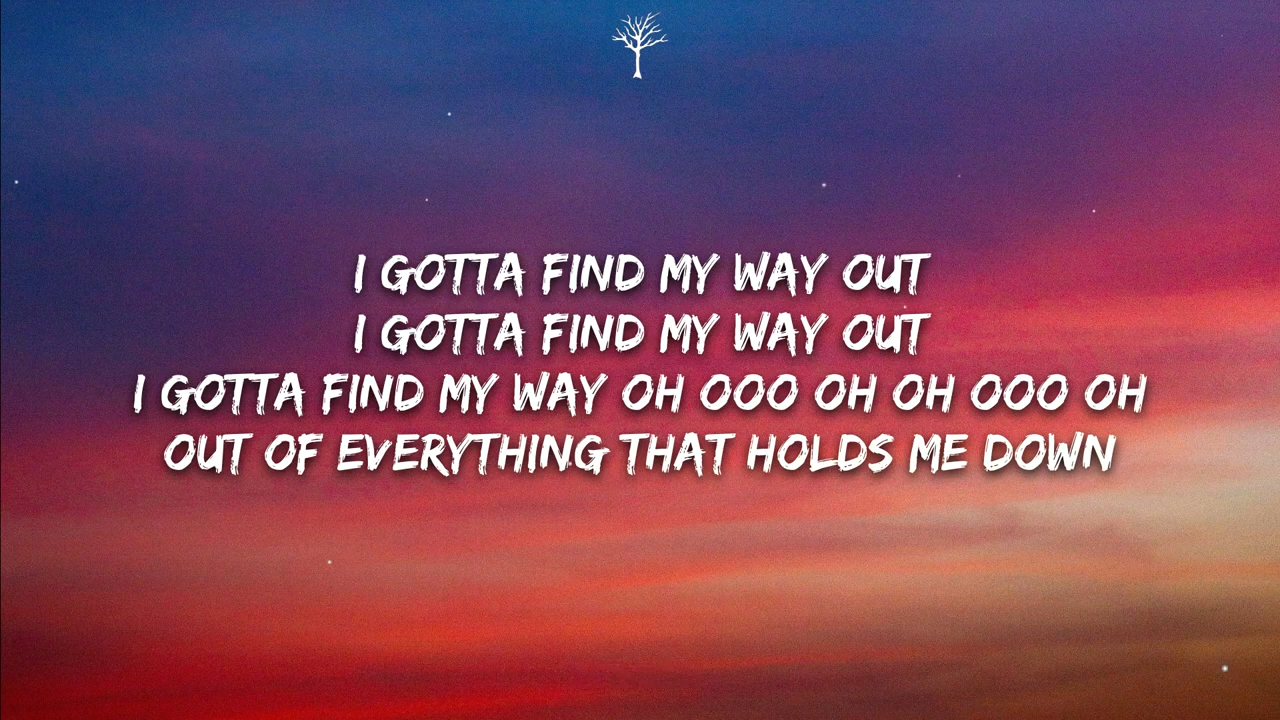 I GOTTA FIND MY WAY OUT
I GOTTA FIND MY WAY OUT
I GOTTA FIND MY WAY OH OOO OH OH OOO OH
OUT OF EVERYTHING THAT HOLDS ME DOWN